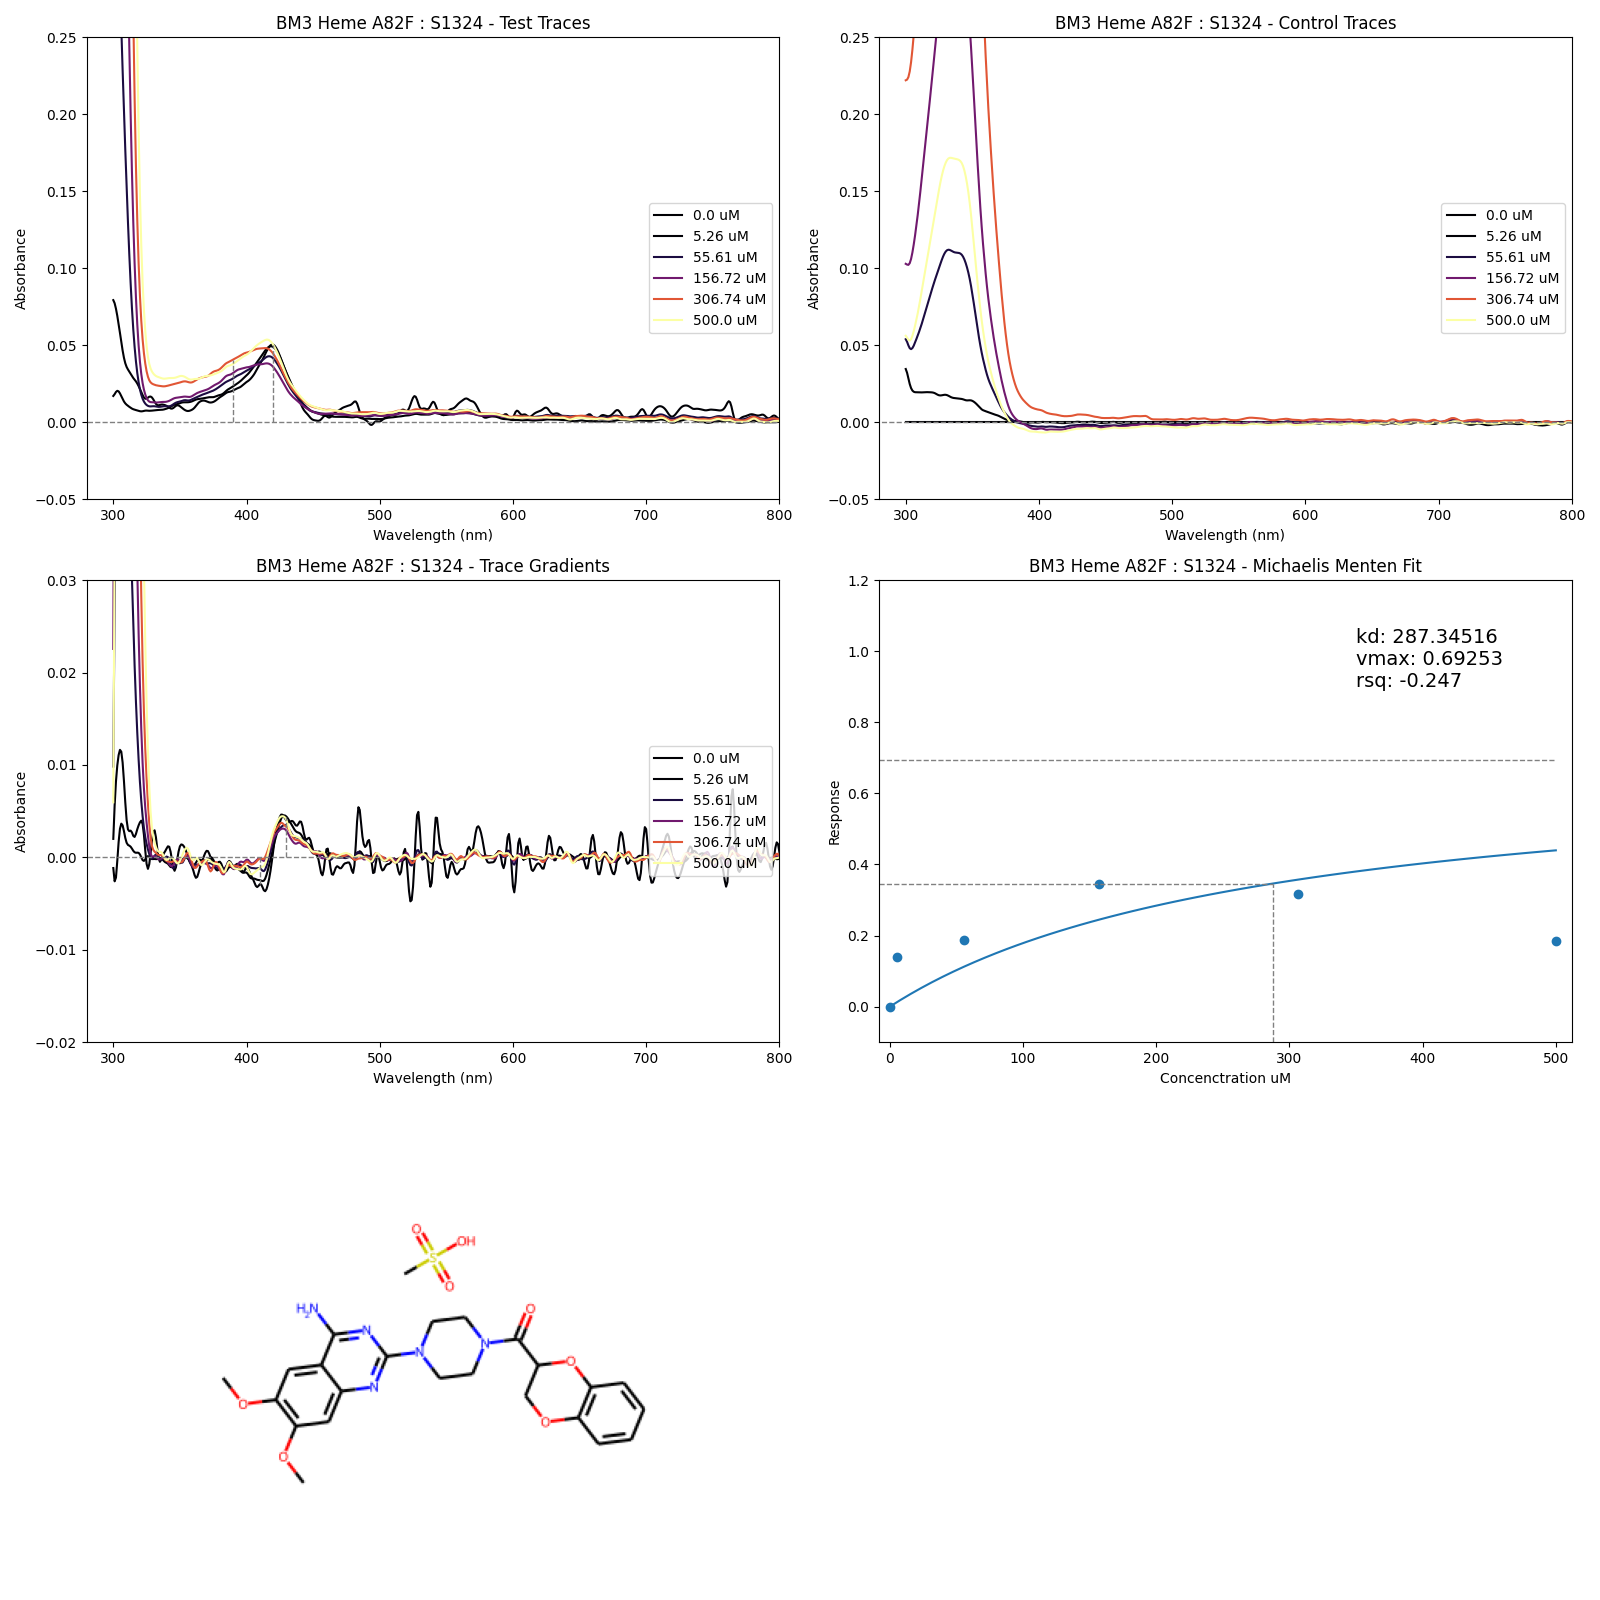 BM3 Heme A82F : S1324 - Test Traces
0.25
0.20
0.15
0.10
0.05
0.00
−0.05
Absorbance
300 400 500 600 700 800
Wavelength (nm)
0.0 uM
5.26 uM
55.61 uM
156.72 uM
306.74 uM
500.0 uM
BM3 Heme A82F : S1324 - Control Traces
0.25
0.20
0.15
0.10
0.05
0.00
−0.05
Absorbance
300 400 500 600 700 800
Wavelength (nm)
0.0 uM
5.26 uM
55.61 uM
156.72 uM
306.74 uM
500.0 uM
BM3 Heme A82F : S1324 - Trace Gradients
0.03
0.02
0.01
0.00
−0.01
−0.02
Absorbance
300 400 500 600 700 800
Wavelength (nm)
0.0 uM
5.26 uM
55.61 uM
156.72 uM
306.74 uM
500.0 uM
BM3 Heme A82F : S1324 - Michaelis Menten Fit
1.2
1.0
0.8
0.6
0.4
0.2
0.0
Response
0 100 200 300 400 500
Concenctration uM
kd: 287.34516
vmax: 0.69253
rsq: -0.247
O
OH
S
O
H2N
N
O
N
N
N
O
O
O
O